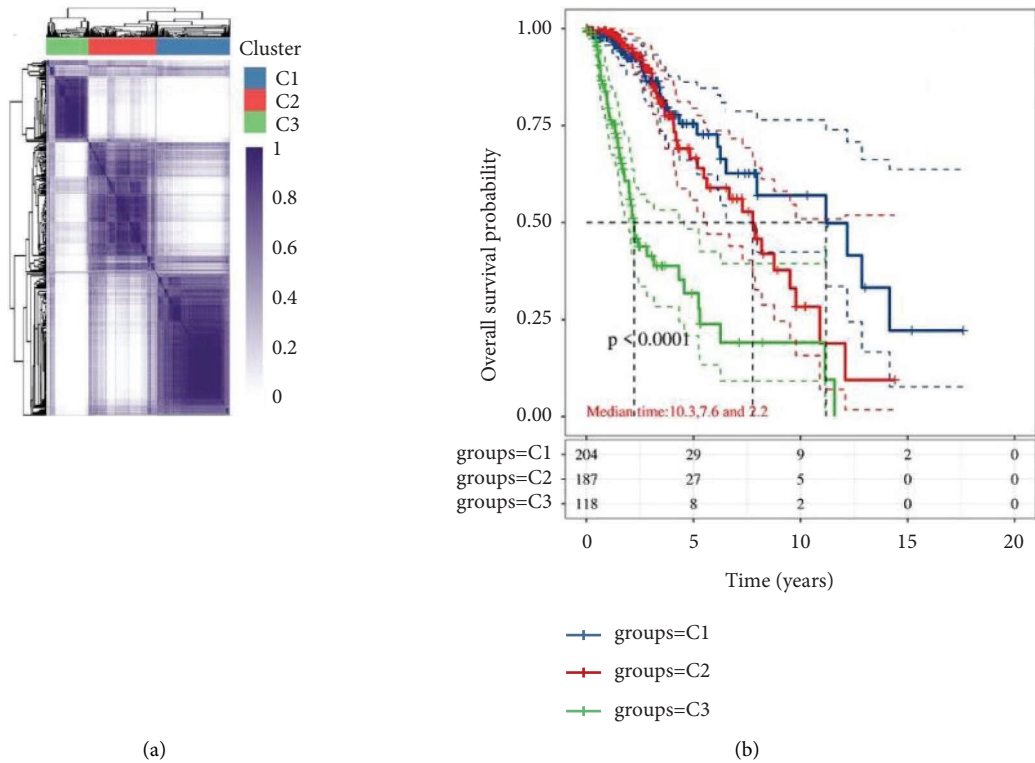 Cluster
C1
C2
C3
1
0.8
0.6
0.4
0.2
0
(a)
Overall survival probability
1.00
0.75
0.50
0.25
0.00
p < 0.0001
Median time:10.3,7.6 and 2.2
groups=C1 204 29 9 2 0
groups=C2 187 27 5 0 0
groups=C3 118 8 2 0 0
0 5 10 15 20
Time (years)
groups=C1
groups=C2
groups=C3
(b)